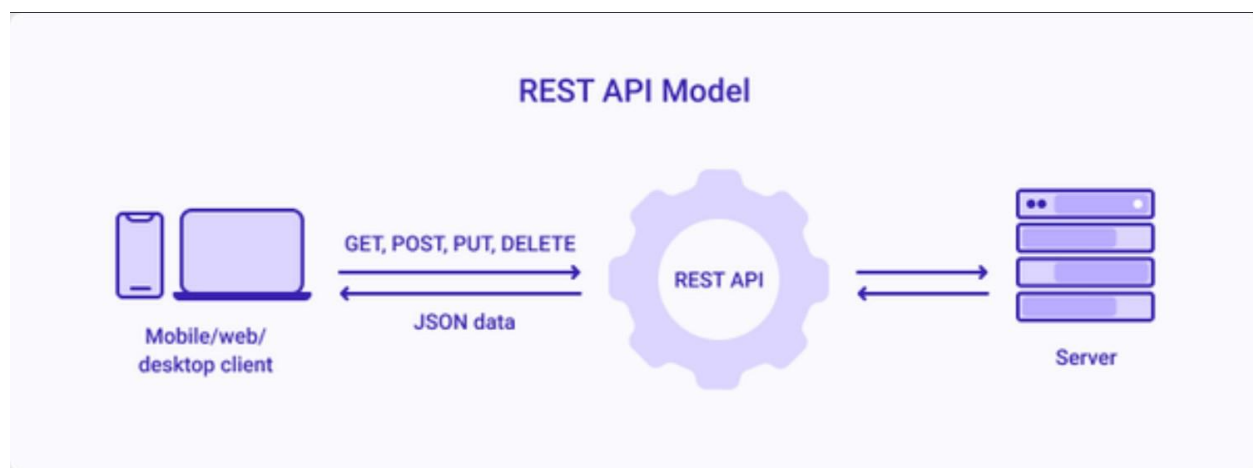 REST API Model
GET, POST, PUT, DELETE
REST API
JSON data
Mobile/web/
desktop client
Server